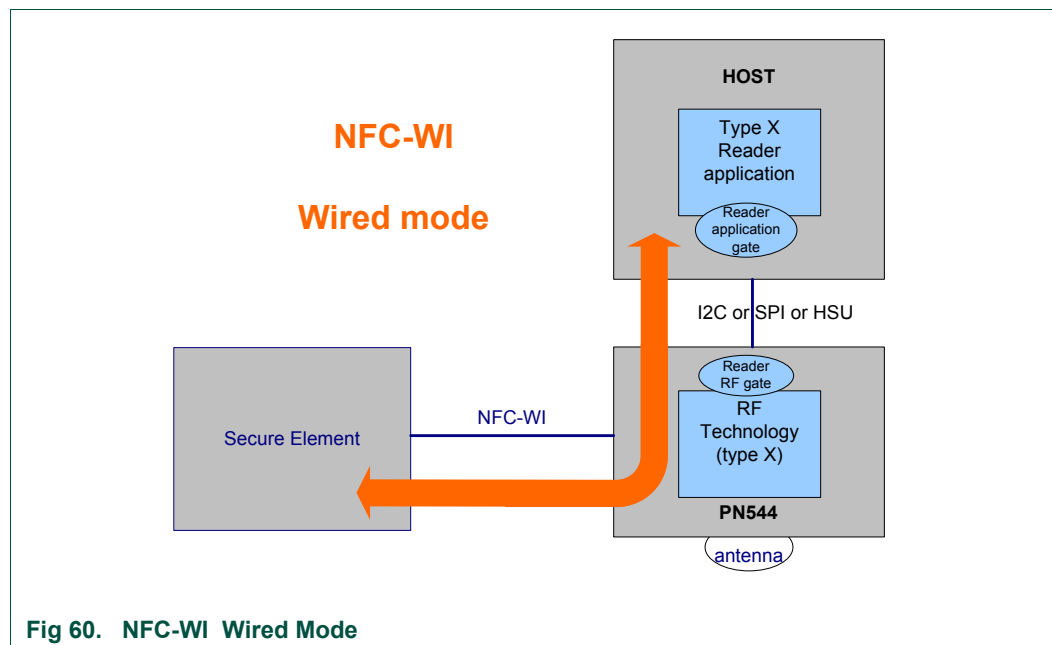 HOST
NFC-WI
Wired mode
Type X
Reader
application
Reader
application
gate
I2C or SPI or HSU
Reader
RF gate
RF
Technology
(type X)
NFC-WI
Secure Element
PN544
antenna
Fig 60. NFC-WI Wired Mode